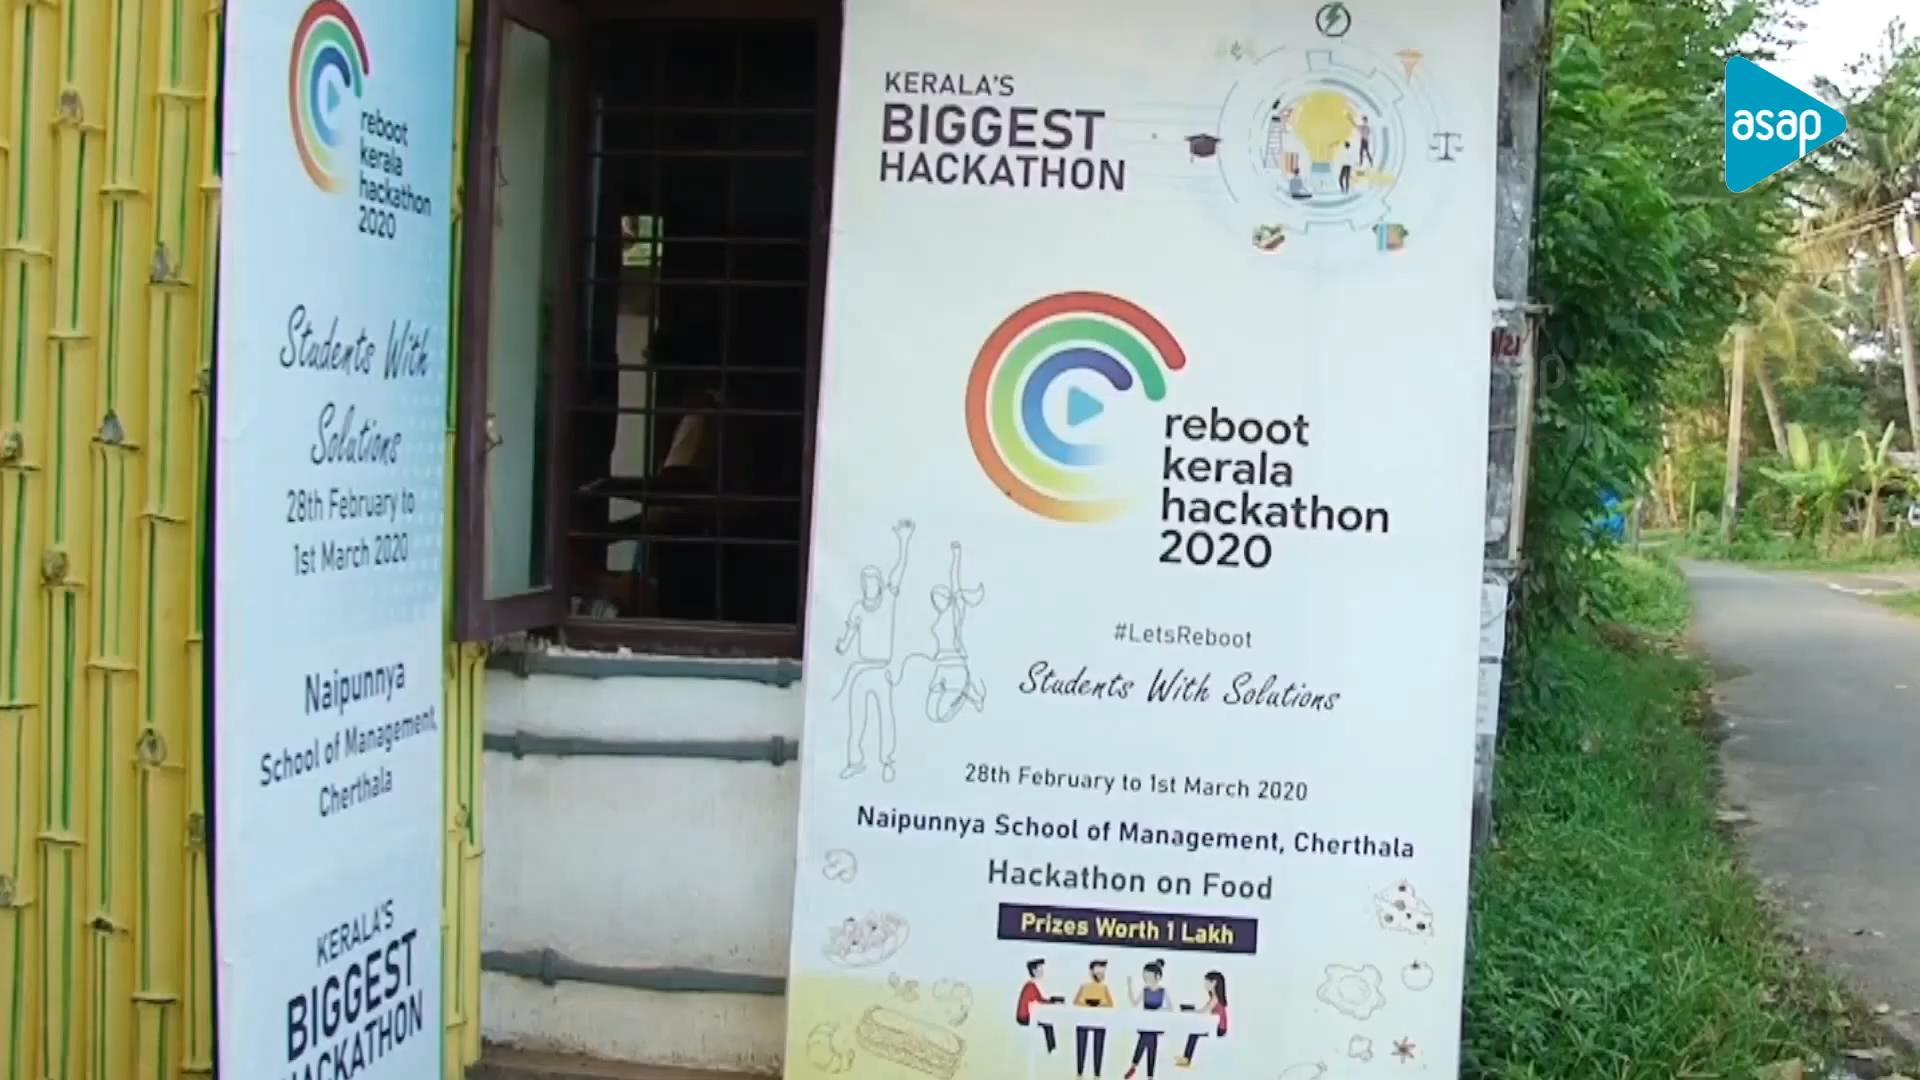 reboot
kerala
hackathon
2020
Students With
Solutions
28th February to
1st March 2020
Naipunnya
School of Management,
Cherthala
KERALA'S
BIGGEST
HACKATHON
KERALA'S
BIGGEST
HACKATHON
reboot
kerala
hackathon
2020
#LetsReboot
Students With Solutions
28th February to 1st March 2020
Naipunnya School of Management, Cherthala
Hackathon on Food
Prizes Worth 1 Lakh
asap